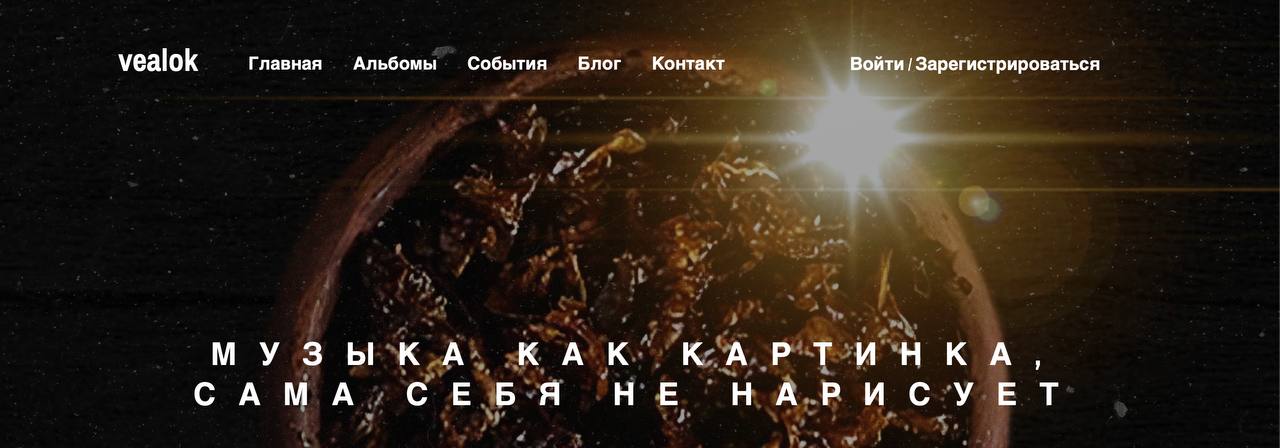 vealok Главная Альбомы События Блог Контакт Войти / Зарегистрироваться
МУЗЫКА КАК КАРТИНКА,
САМА СЕБЯ НЕ НАРИСУЕТ